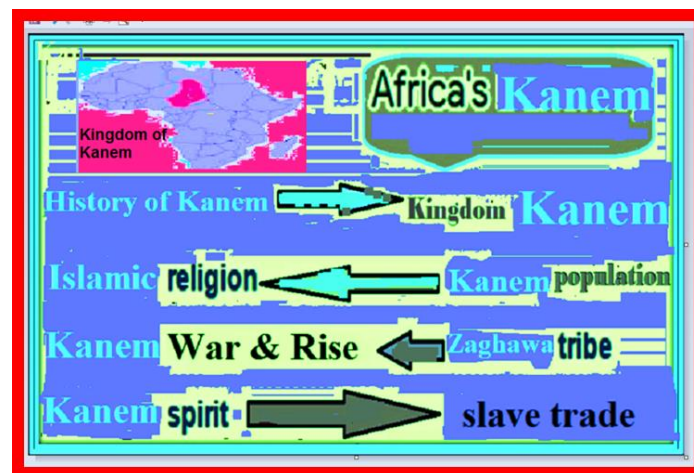 Africa's Kanem
Kingdom of
Kanem
History of Kanem Kingdom Kanem
Islamic religion Kanem population
Kanem War & Rise Zaghawa tribe
Kanem spirit slave trade